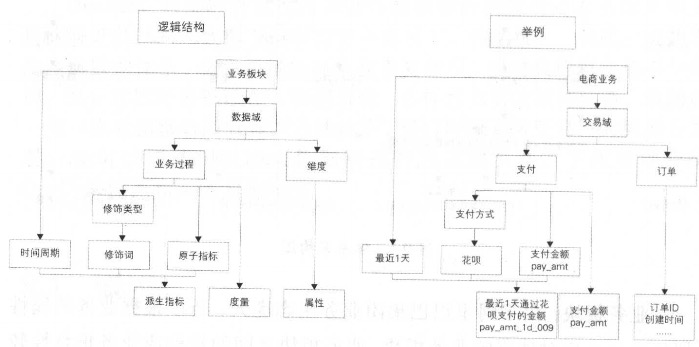 逻辑结构
举例
业务板块
数据域
业务过程
维度
修饰类型
时间周期
修饰词
原子指标
派生指标
度量
属性
电商业务
交易域
支付
订单
支付方式
最近1天
花呗
支付金额
pay_amt
最近1天通过花
呗支付的金额
pay_amt_1d_009
支付金额
pay_amt
订单ID
创建时间
......